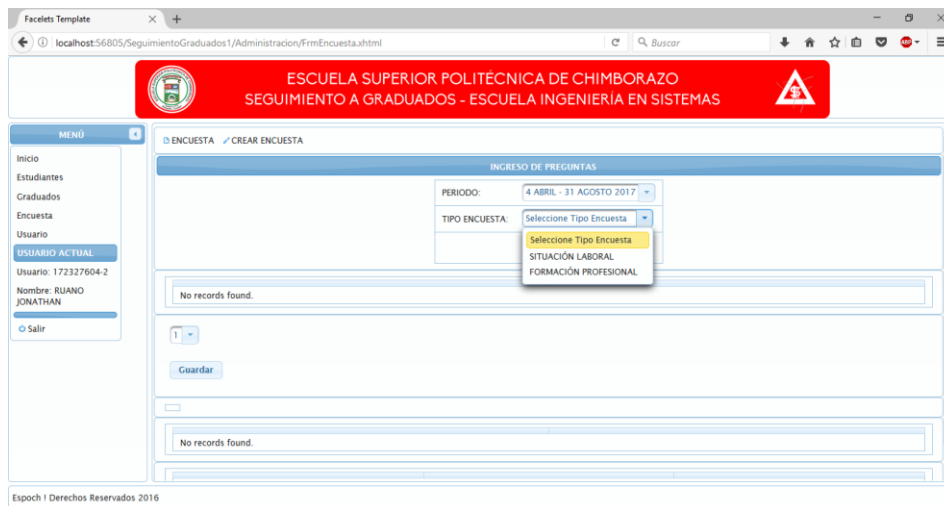 Facelets Template
localhost:56805/SeguimientoGraduados1/Administracion/FrmEncuesta.xhtml
Buscar
ABP
ESCUELA SUPERIOR POLITÉCNICA DE CHIMBORAZO
SEGUIMIENTO A GRADUADOS - ESCUELA INGENIERÍA EN SISTEMAS
MENÚ
Inicio
Estudiantes
Graduados
Encuesta
Usuario
USUARIO ACTUAL
Usuario: 172327604-2
Nombre: RUANO
JONATHAN
Salir
ENCUESTA CREAR ENCUESTA
INGRESO DE PREGUNTAS
PERIODO: 4 ABRIL - 31 AGOSTO 2017
TIPO ENCUESTA: Seleccione Tipo Encuesta
Seleccione Tipo Encuesta
SITUACIÓN LABORAL
FORMACIÓN PROFESIONAL
No records found.
1
Guardar
No records found.
Espoch ! Derechos Reservados 2016